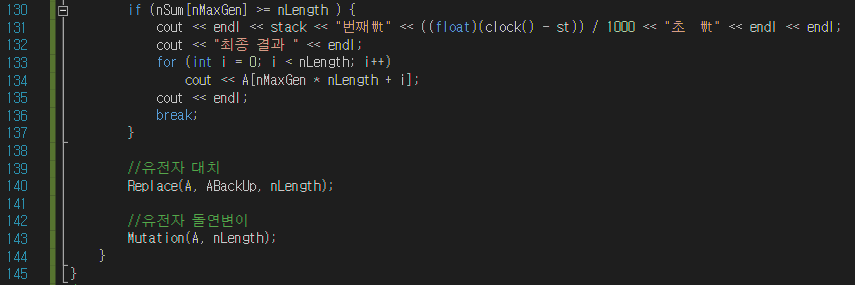 130 if (nSum[nMaxGen] >= nLength ) {
131 cout << endl << stack << "번째₩t" << ((float)(clock() - st)) / 1000 << "초 ₩t" << endl << endl;
132 cout << "최종 결과 " << endl;
133 for (int i = 0; i < nLength; i++)
134 cout << A[nMaxGen * nLength + i];
135 cout << endl;
136 break;
137 }
138
139 //유전자 대치
140 Replace(A, ABackUp, nLength);
141
142 //유전자 돌연변이
143 Mutation(A, nLength);
144 }
145 }